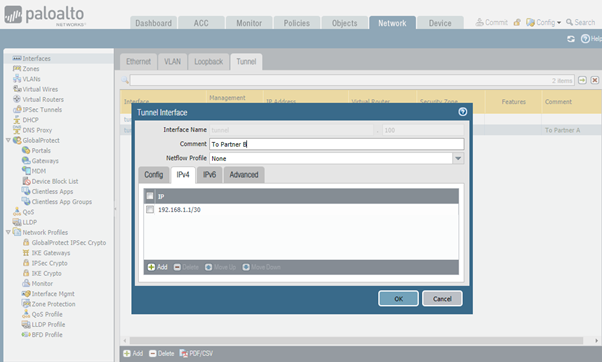 paloalto
NETWORKS
Dashboard ACC Monitor Policies Objects Network Device
Commit Config Search
Help
Interfaces
Zones
VLANs
Virtual Wires
Virtual Routers
IPSec Tunnels
DHCP
DNS Proxy
GlobalProtect
Portals
Gateways
MDM
Device Block List
Clientless Apps
Clientless App Groups
QoS
LLDP
Network Profiles
GlobalProtect IPSec Crypto
IKE Gateways
IPSec Crypto
IKE Crypto
Monitor
Interface Mgmt
Zone Protection
QoS Profile
LLDP Profile
BFD Profile
Ethernet VLAN Loopback Tunnel
2 items
Interface Management IP Address Virtual Router Security Zone Features Comment
To Partner A
Tunnel Interface
Interface Name tunnel . 100
Comment To Partner B
Netflow Profile None
Config IPv4 IPv6 Advanced
IP
192.168.1.1/30
Add Delete Move Up Move Down
OK Cancel
Add Delete PDF/CSV